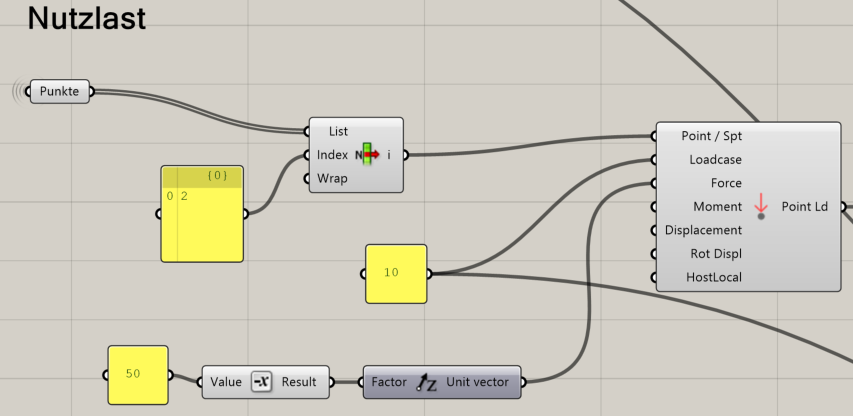 Nutzlast
Punkte
List
Index N i
Wrap
{0}
0 2
10
50
Value -x Result
Factor Z Unit vector
Point / Spt
Loadcase
Force
Moment Point Ld
Displacement
Rot Displ
HostLocal